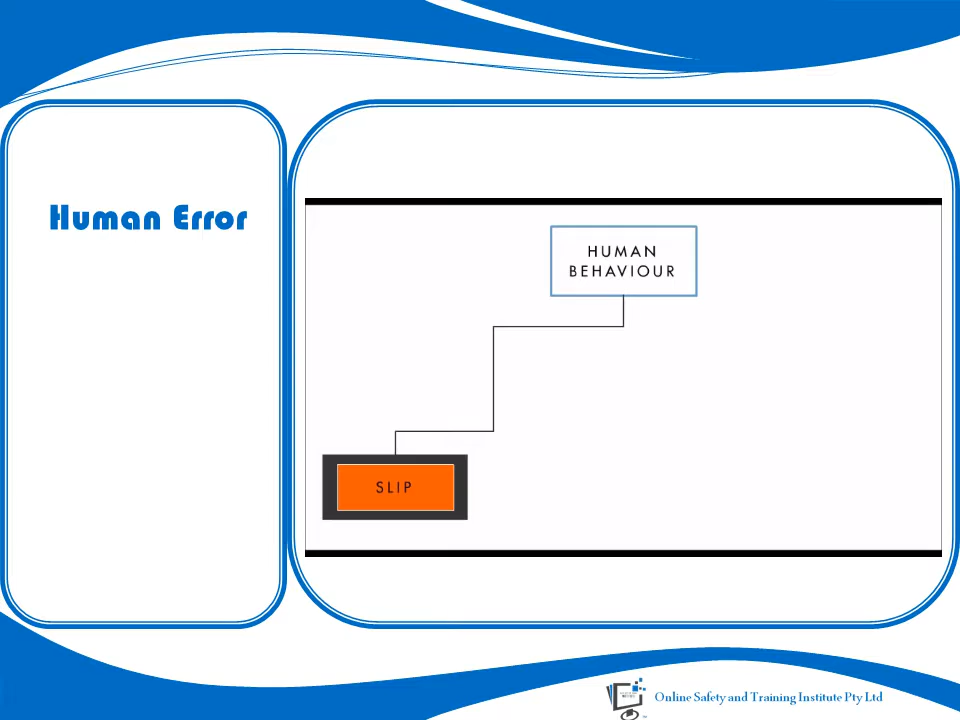 Human Error
HUMAN
BEHAVIOUR
SLIP
Online Safety and Training Institute Pty Ltd